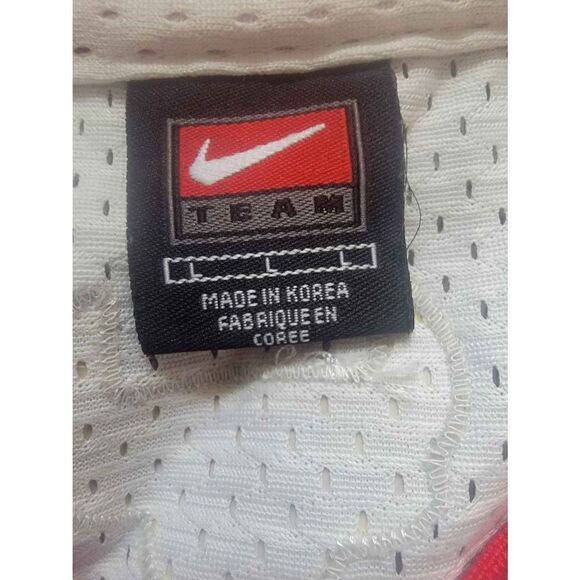 TEAM
L L L
MADE IN KOREA
FABRIQUE EN
COREE